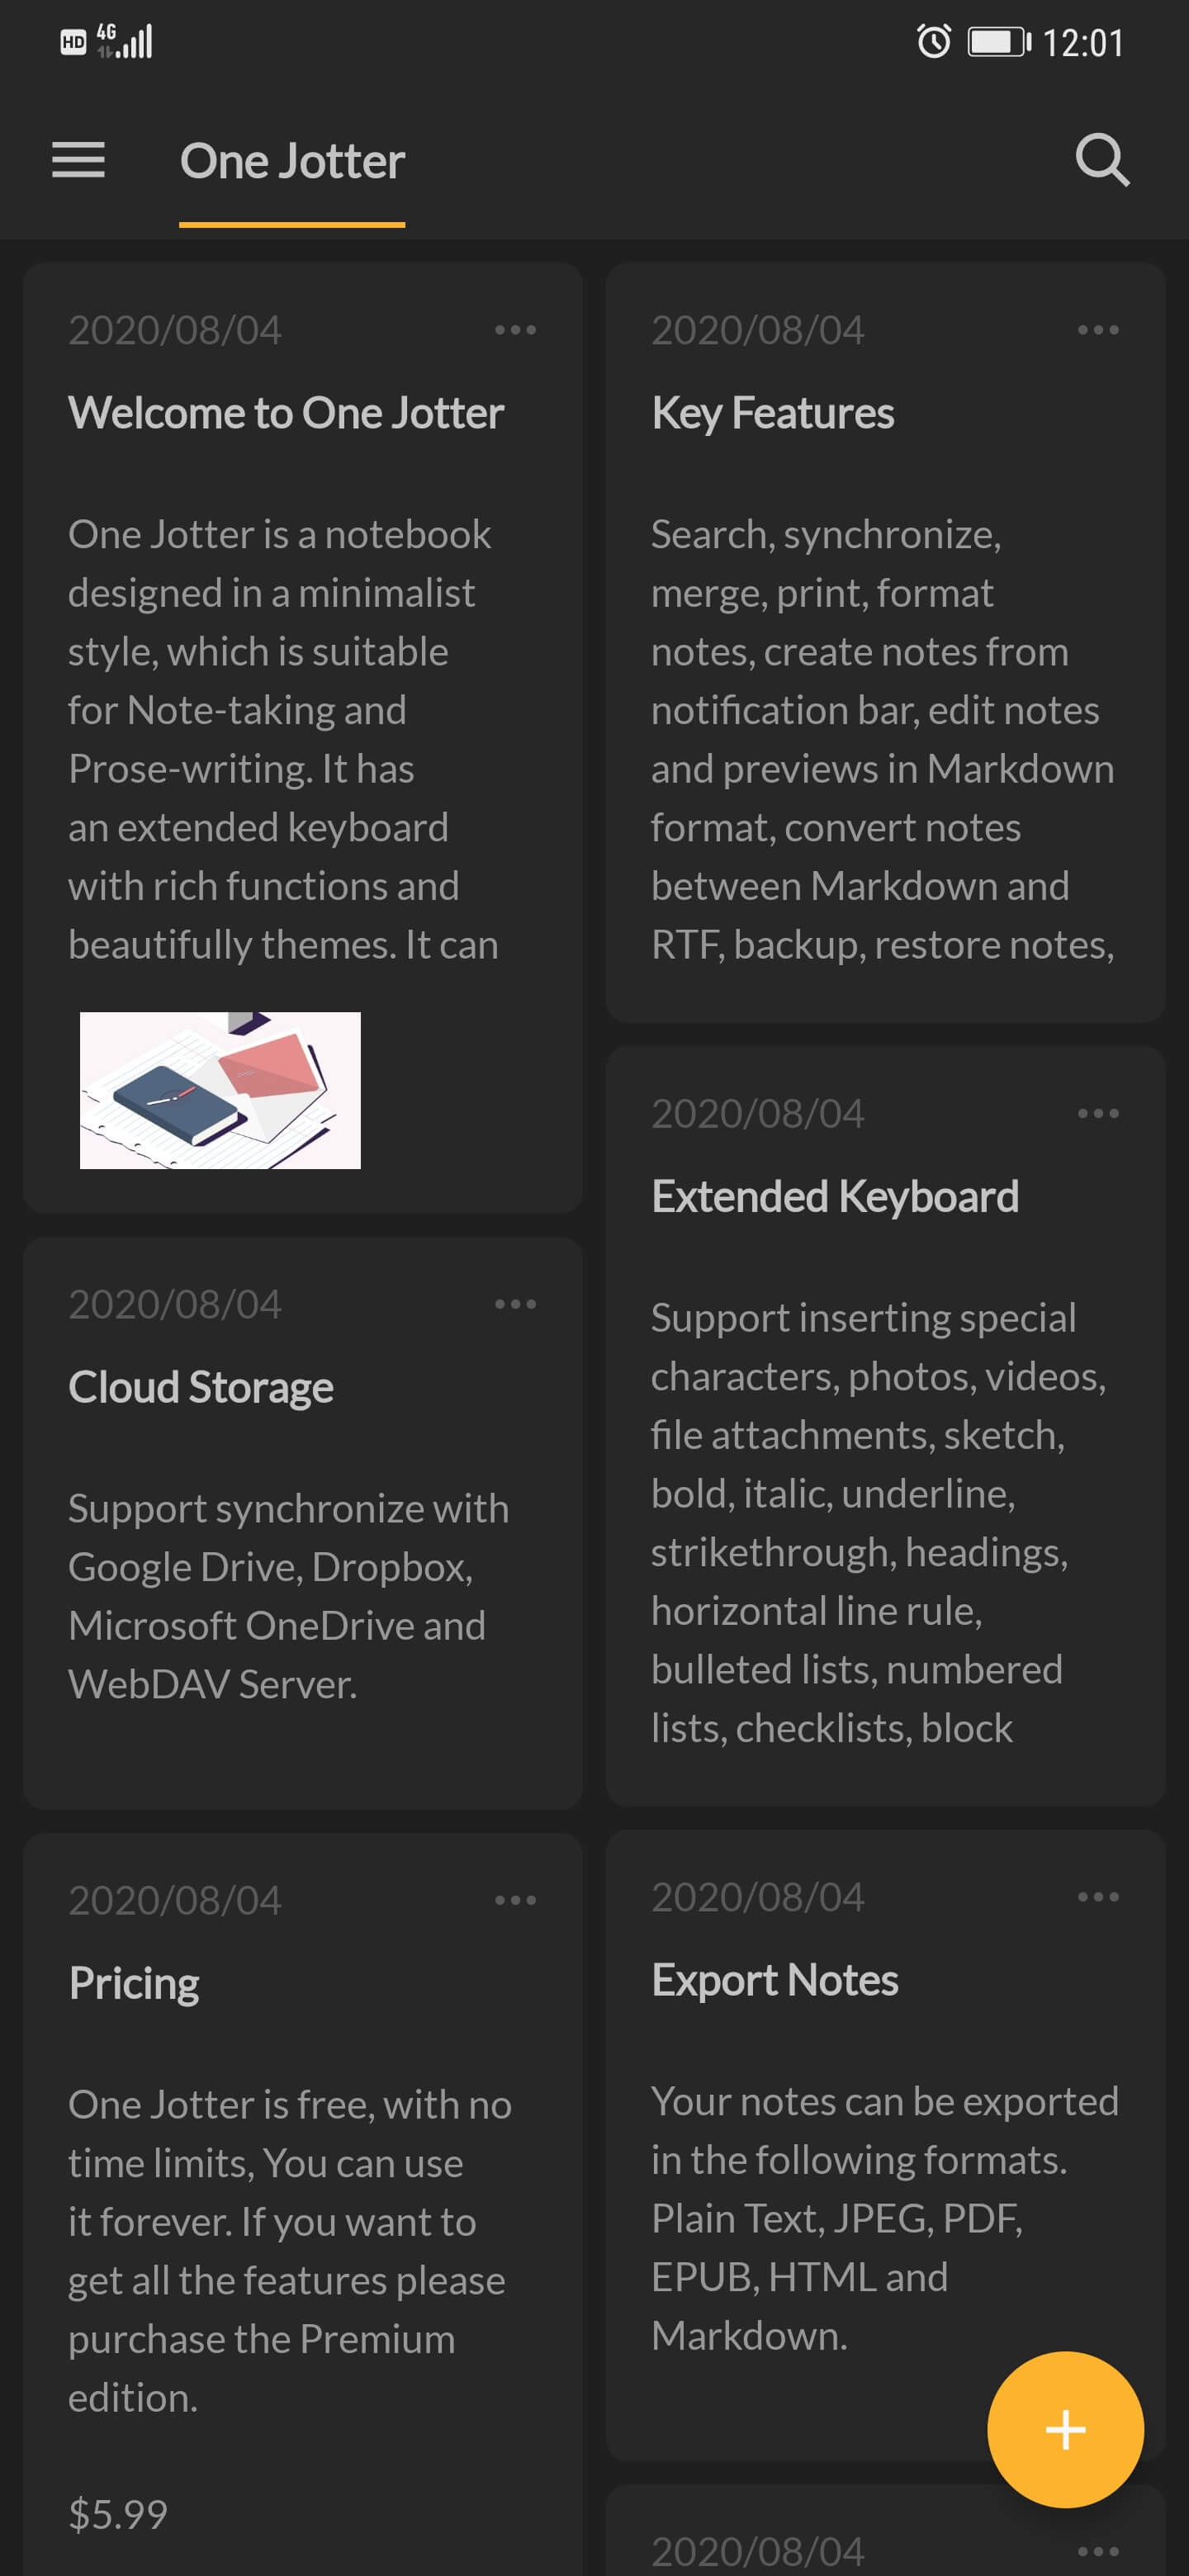 HD 4G 12:01
One Jotter
2020/08/04
Welcome to One Jotter
One Jotter is a notebook
designed in a minimalist
style, which is suitable
for Note-taking and
Prose-writing. It has
an extended keyboard
with rich functions and
beautifully themes. It can
2020/08/04
Key Features
Search, synchronize,
merge, print, format
notes, create notes from
notification bar, edit notes
and previews in Markdown
format, convert notes
between Markdown and
RTF, backup, restore notes,
2020/08/04
Cloud Storage
Support synchronize with
Google Drive, Dropbox,
Microsoft OneDrive and
WebDAV Server.
2020/08/04
Extended Keyboard
Support inserting special
characters, photos, videos,
file attachments, sketch,
bold, italic, underline,
strikethrough, headings,
horizontal line rule,
bulleted lists, numbered
lists, checklists, block
2020/08/04
Pricing
One Jotter is free, with no
time limits, You can use
it forever. If you want to
get all the features please
purchase the Premium
edition.
$5.99
2020/08/04
Export Notes
Your notes can be exported
in the following formats.
Plain Text, JPEG, PDF,
EPUB, HTML and
Markdown.
2020/08/04